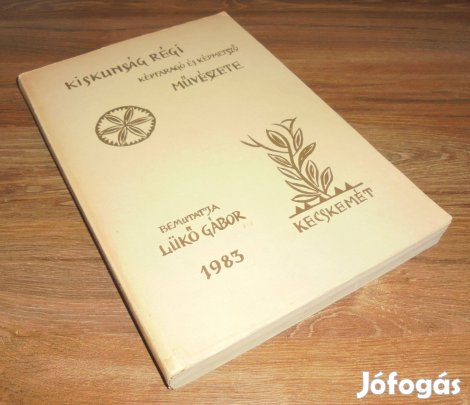 KISKUNSÁG RÉGI
KÉPFARAGÓ ÉS KÉPMETSZŐ
MŰVÉSZETE
BEMUTATJA
LÜKŐ GÁBOR
1983
KECSKEMÉT
Jófogás